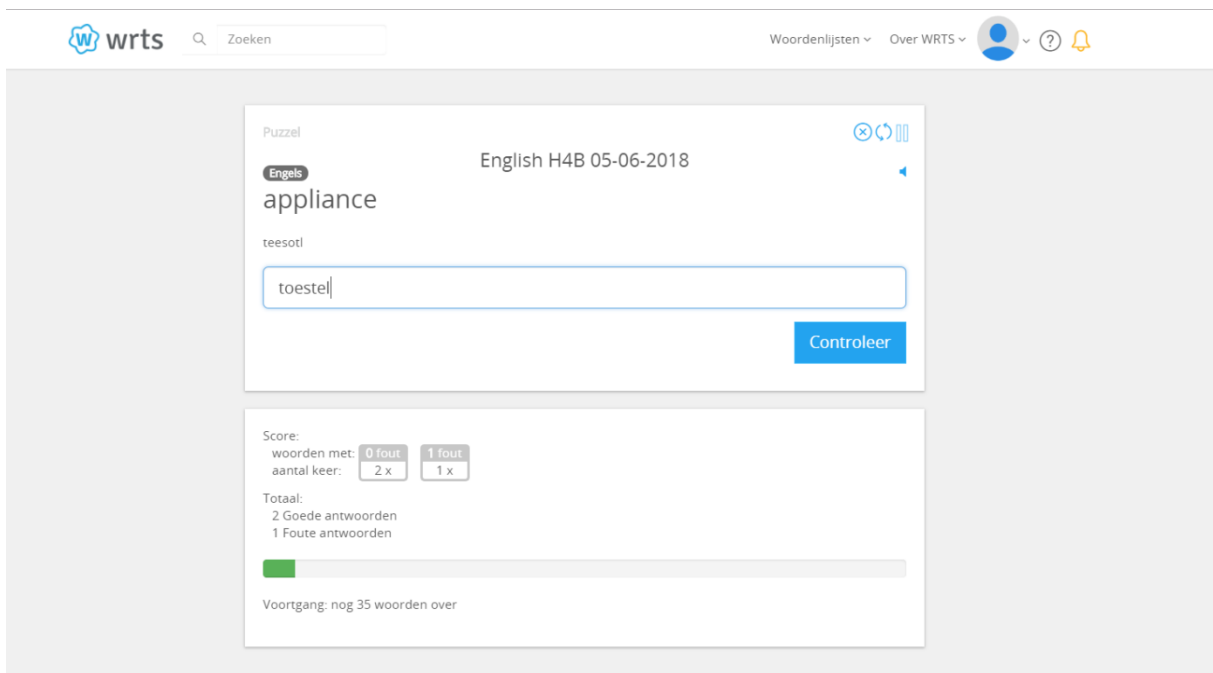 wrts Zoeken Woordenlijsten Over WRTS ?
Puzzel
English H4B 05-06-2018
Engels
appliance
teesotl
toestel
Controleer
Score:
woorden met: 0 fout 1 fout
aantal keer: 2 x 1 x
Totaal:
2 Goede antwoorden
1 Foute antwoorden
Voortgang: nog 35 woorden over